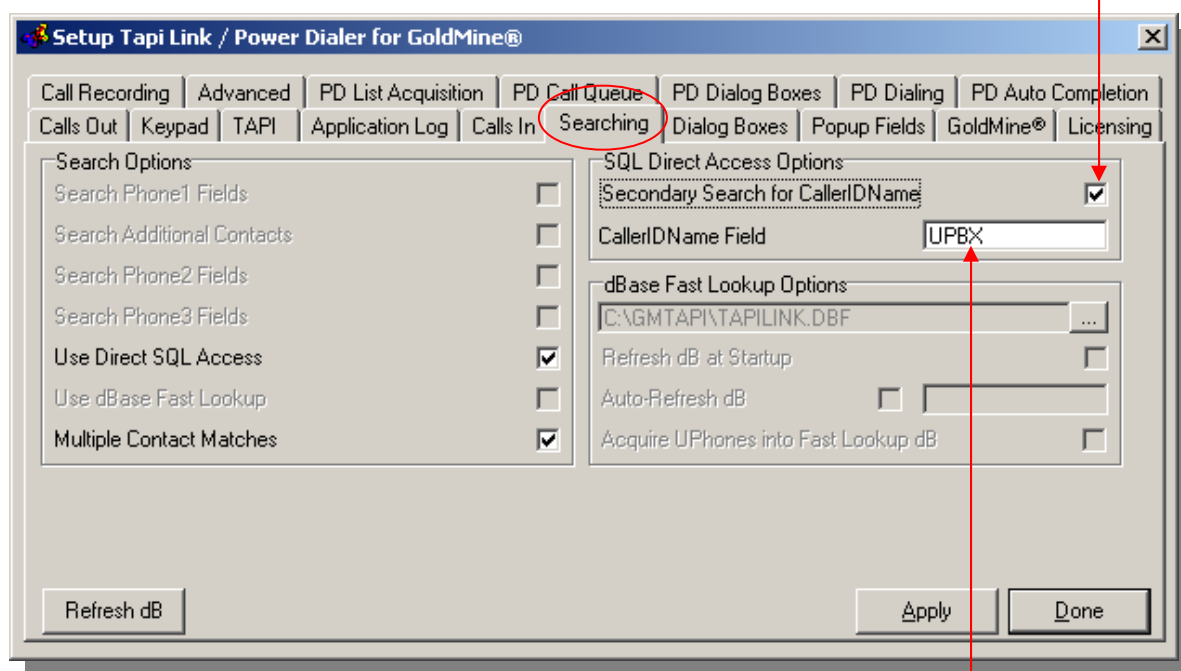 Setup Tapi Link / Power Dialer for GoldMine®
Call Recording Advanced PD List Acquisition PD Call Queue PD Dialog Boxes PD Dialing PD Auto Completion
Calls Out Keypad TAPI Application Log Calls In Searching Dialog Boxes Popup Fields GoldMine® Licensing
Search Options
Search Phone1 Fields
Search Additional Contacts
Search Phone2 Fields
Search Phone3 Fields
Use Direct SQL Access
Use dBase Fast Lookup
Multiple Contact Matches
SQL Direct Access Options
Secondary Search for CallerIDName
CallerIDName Field UPBX
dBase Fast Lookup Options
C:\GMTAPI\TAPILINK.DBF ...
Refresh dB at Startup
Auto-Refresh dB
Acquire UPhones into Fast Lookup dB
Refresh dB Apply Done